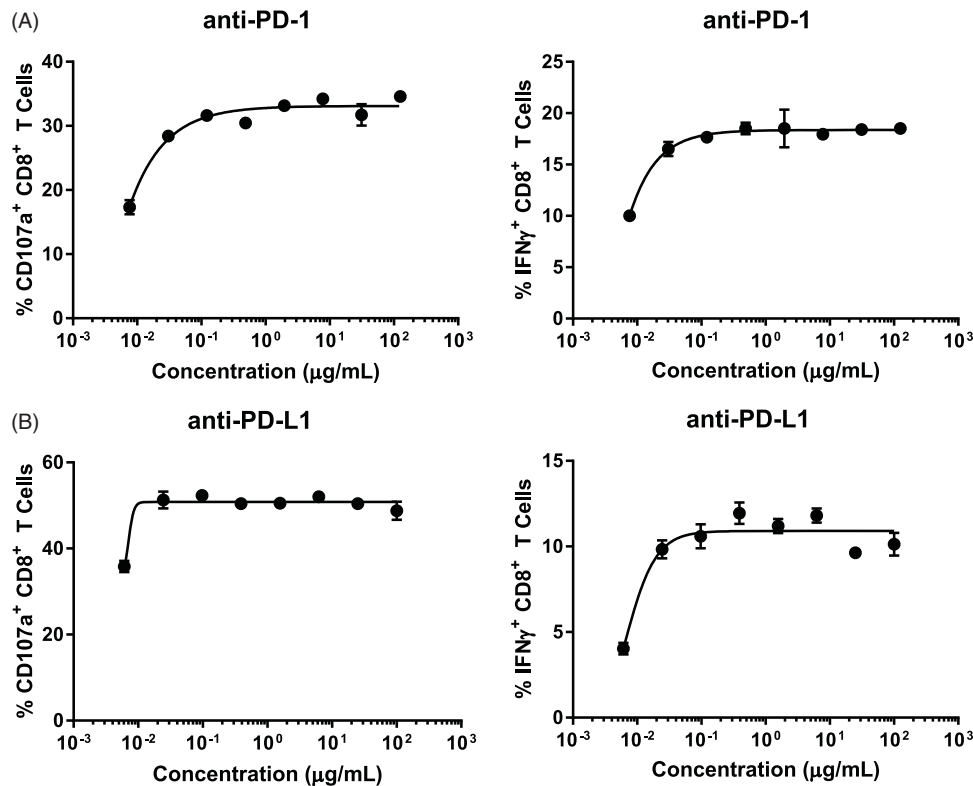 (A)
anti-PD-1
% CD107a⁺ CD8⁺ T Cells
40
30
20
10
0
10⁻³ 10⁻² 10⁻¹ 10⁰ 10¹ 10² 10³
Concentration (μg/mL)
anti-PD-1
% IFNγ⁺ CD8⁺ T Cells
25
20
15
10
5
0
10⁻³ 10⁻² 10⁻¹ 10⁰ 10¹ 10² 10³
Concentration (μg/mL)
(B)
anti-PD-L1
% CD107a⁺ CD8⁺ T Cells
60
40
20
0
10⁻³ 10⁻² 10⁻¹ 10⁰ 10¹ 10² 10³
Concentration (μg/mL)
anti-PD-L1
% IFNγ⁺ CD8⁺ T Cells
15
10
5
0
10⁻³ 10⁻² 10⁻¹ 10⁰ 10¹ 10² 10³
Concentration (μg/mL)